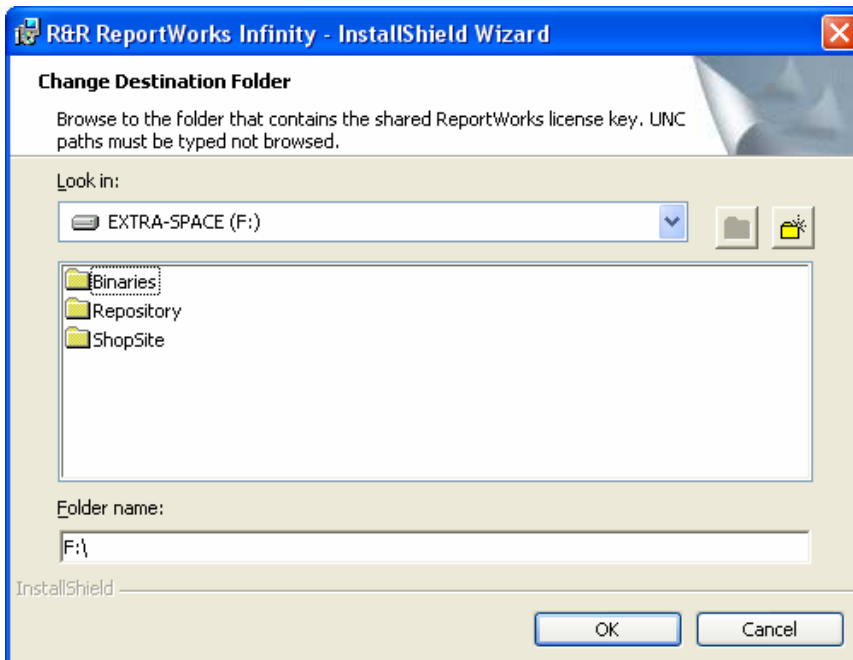 R&R ReportWorks Infinity - InstallShield Wizard
Change Destination Folder
Browse to the folder that contains the shared ReportWorks license key. UNC
paths must be typed not browsed.
Look in:
EXTRA-SPACE (F:)
Binaries
Repository
ShopSite
Folder name:
F:\
InstallShield
OK Cancel